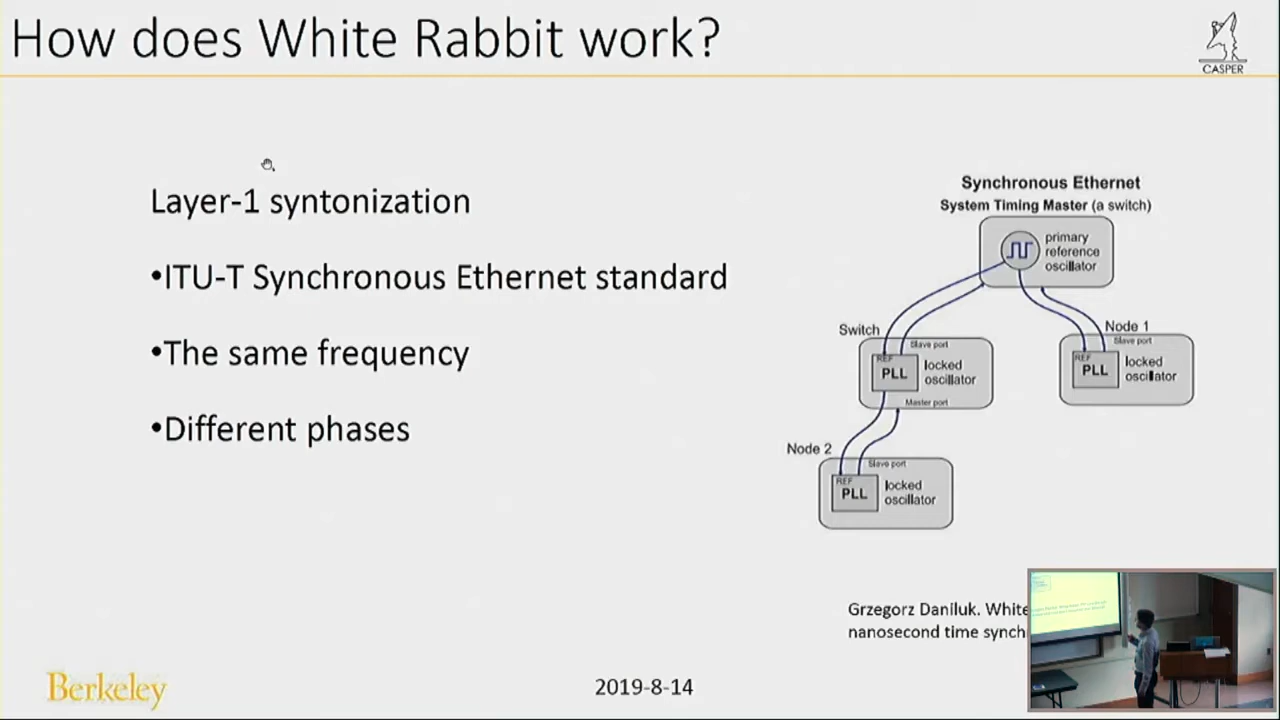 How does White Rabbit work?
CASPER
Layer-1 syntonization
•ITU-T Synchronous Ethernet standard
•The same frequency
•Different phases
Synchronous Ethernet
System Timing Master (a switch)
primary
reference
oscillator
Switch
Slave port
REF
PLL
locked
oscillator
Master port
Node 1
Slave port
REF
PLL
locked
oscillator
Node 2
Slave port
REF
PLL
locked
oscillator
Grzegorz Daniluk. White
nanosecond time synch
Berkeley
2019-8-14